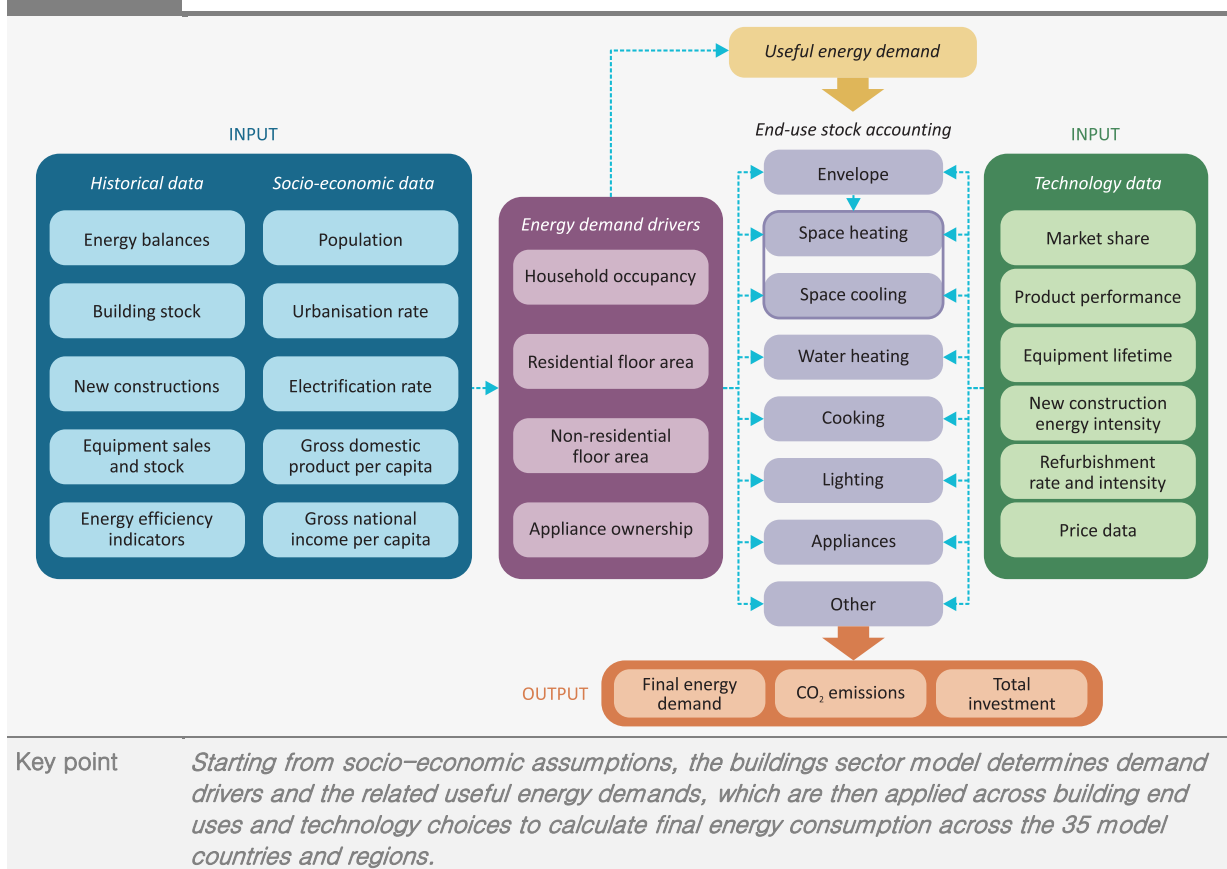 Useful energy demand
INPUT
Historical data
Energy balances
Building stock
New constructions
Equipment sales
and stock
Energy efficiency
indicators
Socio-economic data
Population
Urbanisation rate
Electrification rate
Gross domestic
product per capita
Gross national
income per capita
Energy demand drivers
Household occupancy
Residential floor area
Non-residential
floor area
Appliance ownership
End-use stock accounting
Envelope
Space heating
Space cooling
Water heating
Cooking
Lighting
Appliances
Other
INPUT
Technology data
Market share
Product performance
Equipment lifetime
New construction
energy intensity
Refurbishment
rate and intensity
Price data
OUTPUT
Final energy
demand
CO₂ emissions
Total
investment
Key point
Starting from socio-economic assumptions, the buildings sector model determines demand
drivers and the related useful energy demands, which are then applied across building end
uses and technology choices to calculate final energy consumption across the 35 model
countries and regions.